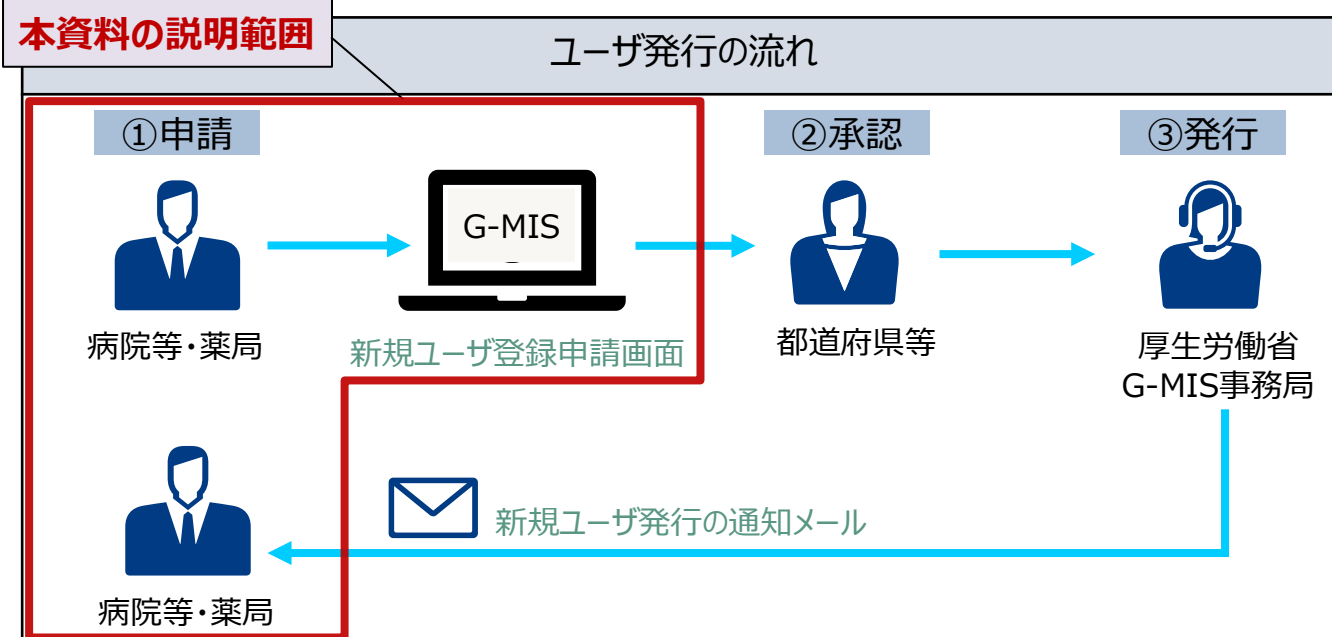 本資料の説明範囲
ユーザ発行の流れ
①申請
②承認
③発行
G-MIS
病院等・薬局
新規ユーザ登録申請画面
都道府県等
厚生労働省
G-MIS事務局
新規ユーザ発行の通知メール
病院等・薬局